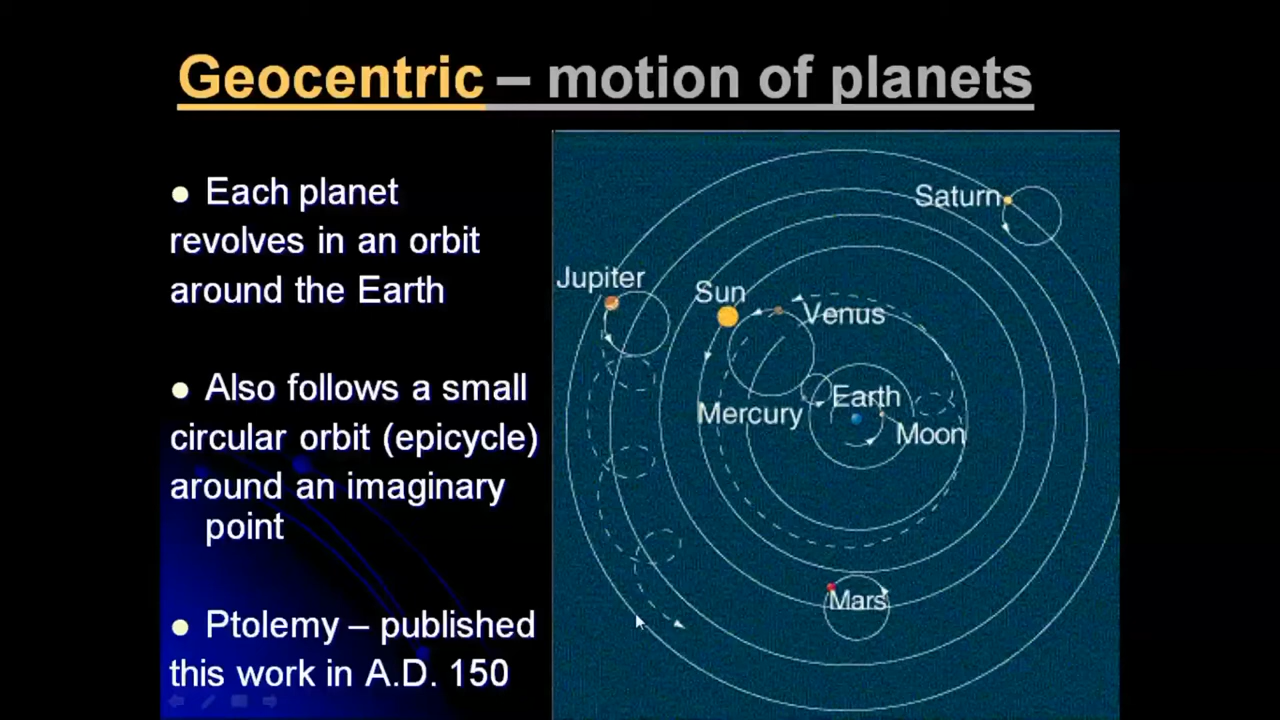 Geocentric – motion of planets
● Each planet
revolves in an orbit
around the Earth
● Also follows a small
circular orbit (epicycle)
around an imaginary
point
● Ptolemy – published
this work in A.D. 150
Saturn
Jupiter
Sun
Venus
Earth
Mercury
Moon
Mars